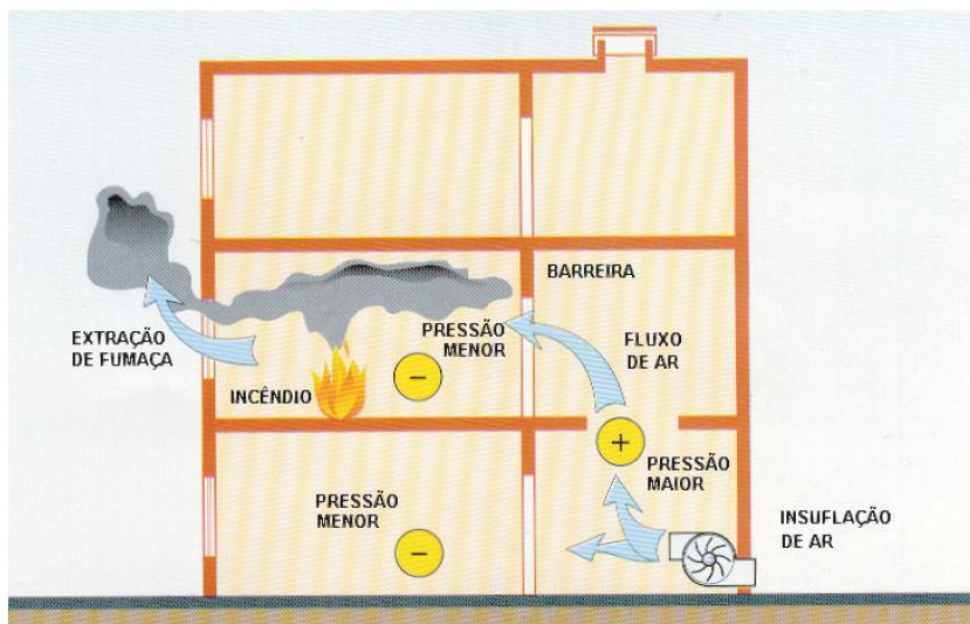 BARREIRA
EXTRAÇÃO
DE FUMAÇA
PRESSÃO
MENOR
FLUXO
DE AR
INCÊNDIO
−
+
PRESSÃO
MAIOR
PRESSÃO
MENOR
−
INSUFLAÇÃO
DE AR